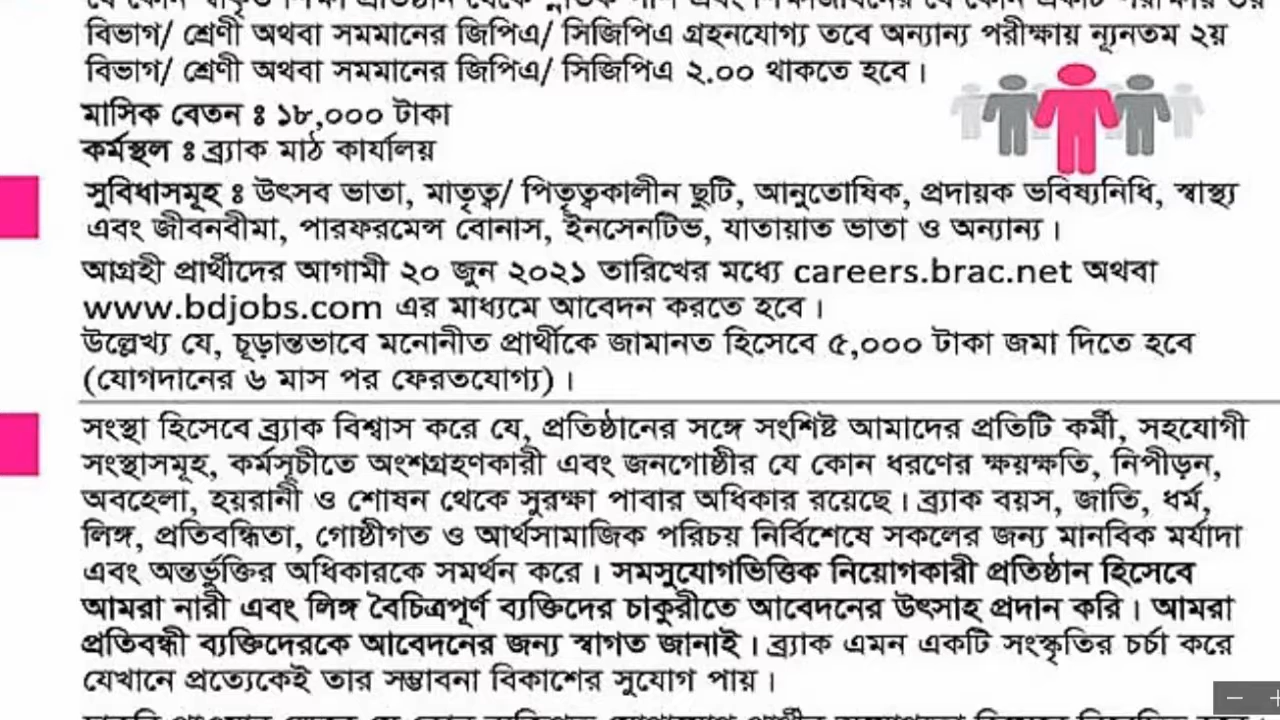 বিভাগ/ শ্রেণী অথবা সমমানের জিপিএ/ সিজিপিএ গ্রহনযোগ্য তবে অন্যান্য পরীক্ষায় ন্যূনতম ২য়
বিভাগ/ শ্রেণী অথবা সমমানের জিপিএ/ সিজিপিএ ২.০০ থাকতে হবে।
মাসিক বেতন ঃ ১৮,০০০ টাকা
কর্মস্থল ঃ ব্র্যাক মাঠ কার্যালয়
সুবিধাসমূহ ঃ উৎসব ভাতা, মাতৃত্ব/ পিতৃত্বকালীন ছুটি, আনুতোষিক, প্রদায়ক ভবিষ্যনিধি, স্বাস্থ্য
এবং জীবনবীমা, পারফরমেন্স বোনাস, ইনসেনটিভ, যাতায়াত ভাতা ও অন্যান্য।
আগ্রহী প্রার্থীদের আগামী ২০ জুন ২০২১ তারিখের মধ্যে careers.brac.net অথবা
www.bdjobs.com এর মাধ্যমে আবেদন করতে হবে।
উল্লেখ্য যে, চূড়ান্তভাবে মনোনীত প্রার্থীকে জামানত হিসেবে ৫,০০০ টাকা জমা দিতে হবে
(যোগদানের ৬ মাস পর ফেরতযোগ্য)।
সংস্থা হিসেবে ব্র্যাক বিশ্বাস করে যে, প্রতিষ্ঠানের সঙ্গে সংশিষ্ট আমাদের প্রতিটি কর্মী, সহযোগী
সংস্থাসমূহ, কর্মসূচীতে অংশগ্রহণকারী এবং জনগোষ্ঠীর যে কোন ধরণের ক্ষয়ক্ষতি, নিপীড়ন,
অবহেলা, হয়রানী ও শোষন থেকে সুরক্ষা পাবার অধিকার রয়েছে। ব্র্যাক বয়স, জাতি, ধর্ম,
লিঙ্গ, প্রতিবন্ধিতা, গোষ্ঠীগত ও আর্থসামাজিক পরিচয় নির্বিশেষে সকলের জন্য মানবিক মর্যাদা
এবং অন্তর্ভুক্তির অধিকারকে সমর্থন করে। সমসুযোগভিত্তিক নিয়োগকারী প্রতিষ্ঠান হিসেবে
আমরা নারী এবং লিঙ্গ বৈচিত্রপূর্ণ ব্যক্তিদের চাকুরীতে আবেদনের উৎসাহ প্রদান করি। আমরা
প্রতিবন্ধী ব্যক্তিদেরকে আবেদনের জন্য স্বাগত জানাই। ব্র্যাক এমন একটি সংস্কৃতির চর্চা করে
যেখানে প্রত্যেকেই তার সম্ভাবনা বিকাশের সুযোগ পায়।